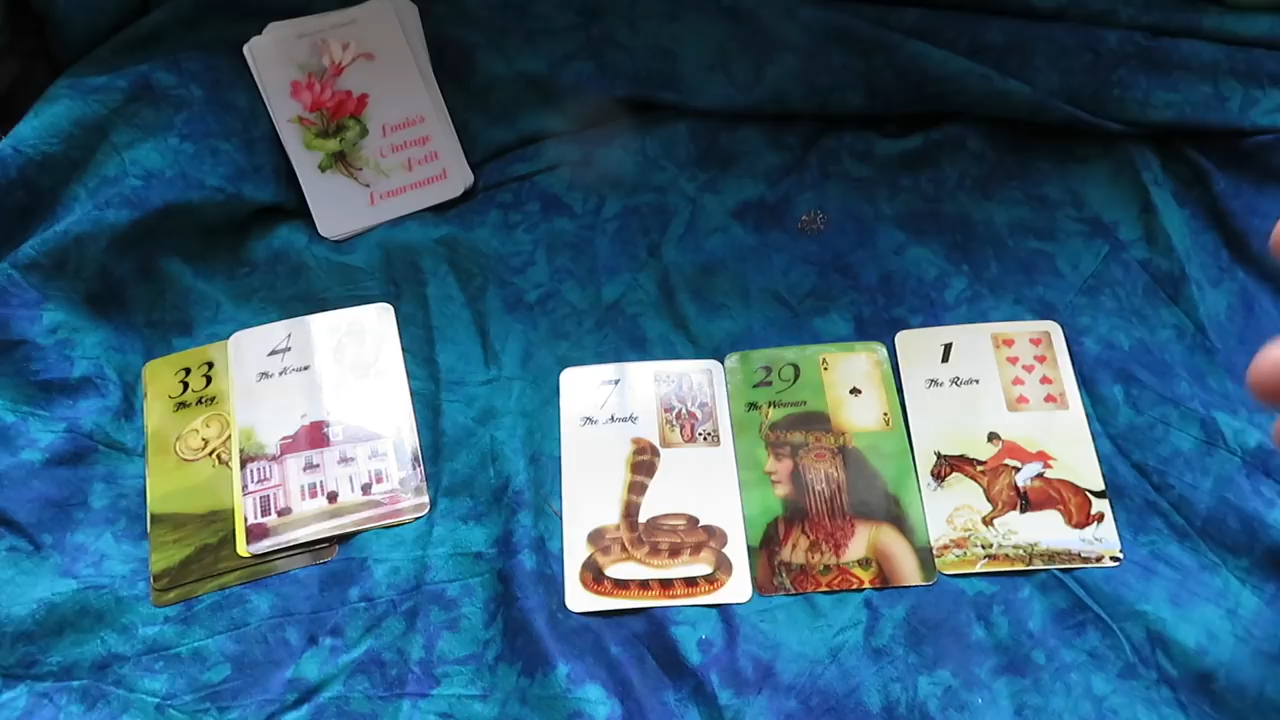 Louis's
Vintage
Petit
Lenormand
33
The Key
4
The House
7
The Snake
29
The Woman
A
A
1
The Rider